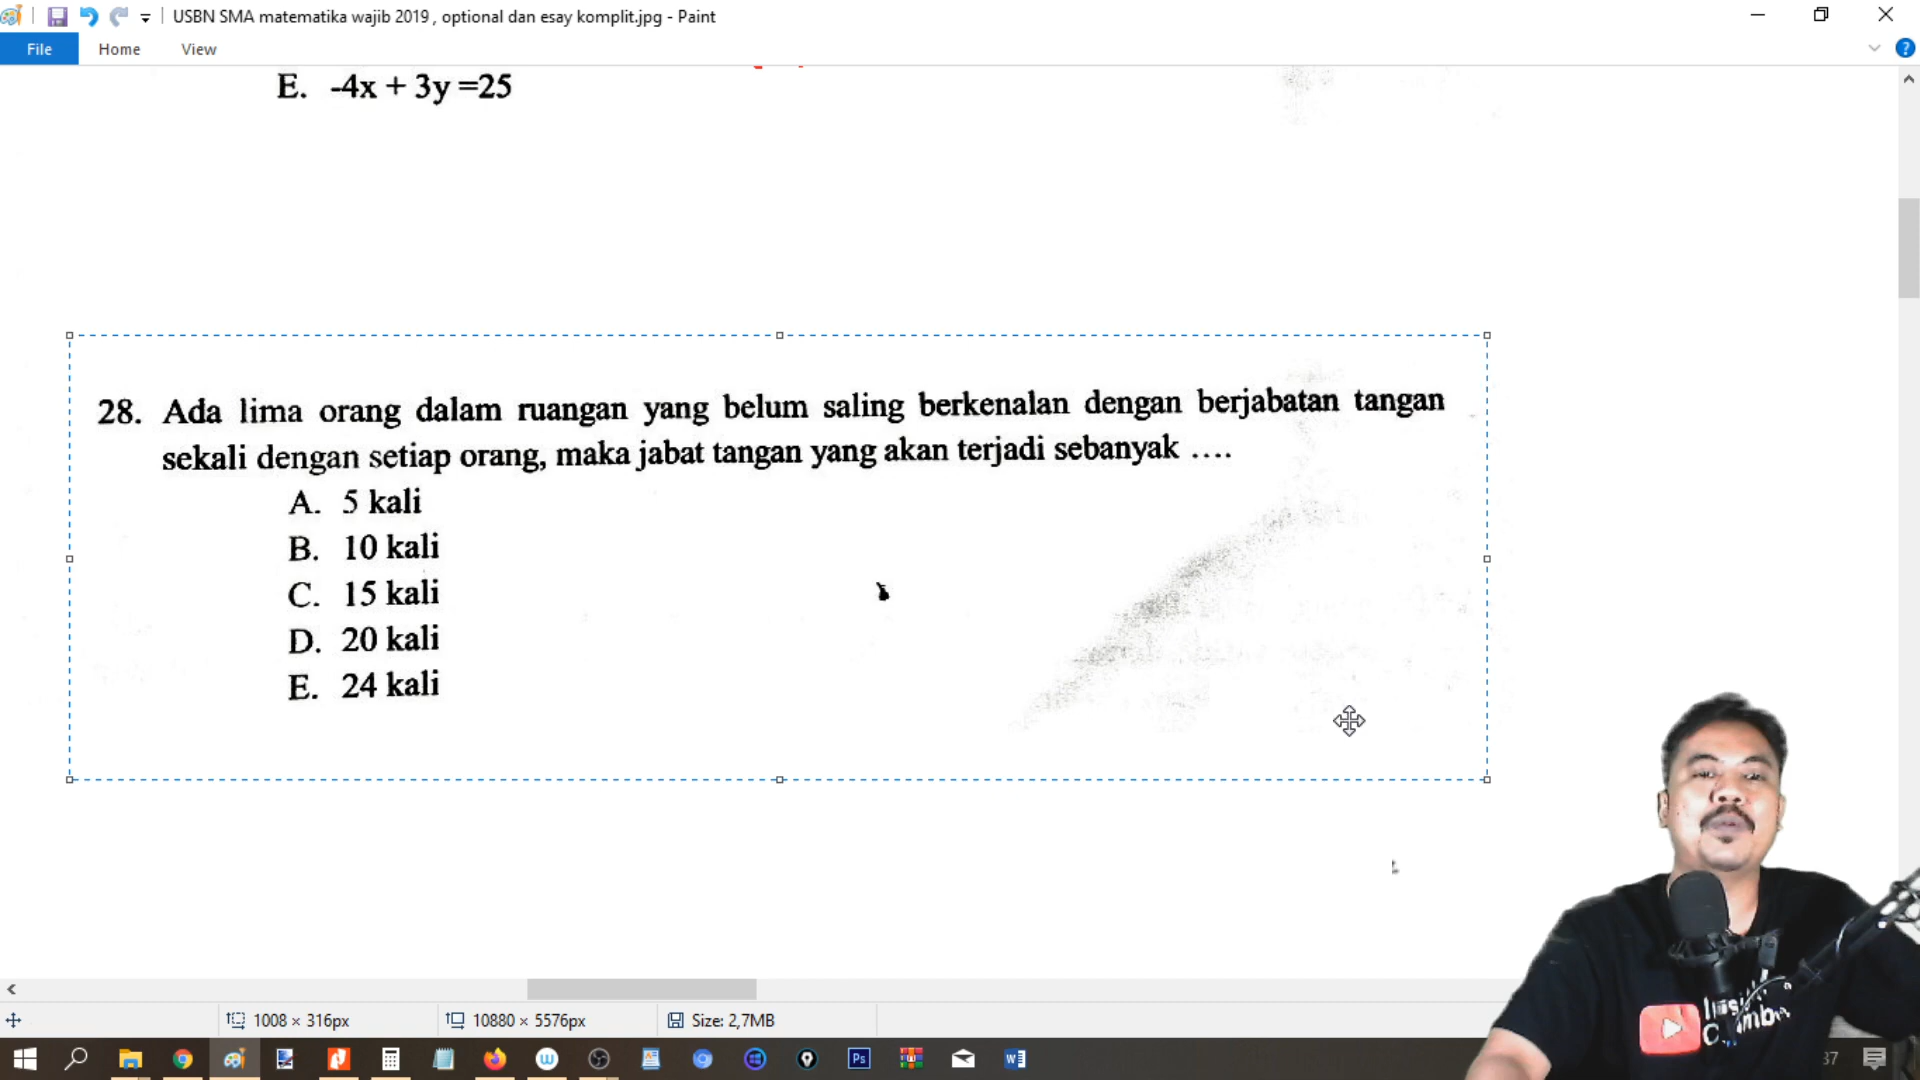 USBN SMA matematika wajib 2019 , optional dan esay komplit.jpg - Paint
File Home View
E. -4x + 3y =25
28. Ada lima orang dalam ruangan yang belum saling berkenalan dengan berjabatan tangan
sekali dengan setiap orang, maka jabat tangan yang akan terjadi sebanyak ....
A. 5 kali
B. 10 kali
C. 15 kali
D. 20 kali
E. 24 kali
1008 × 316px 10880 × 5576px Size: 2,7MB
37